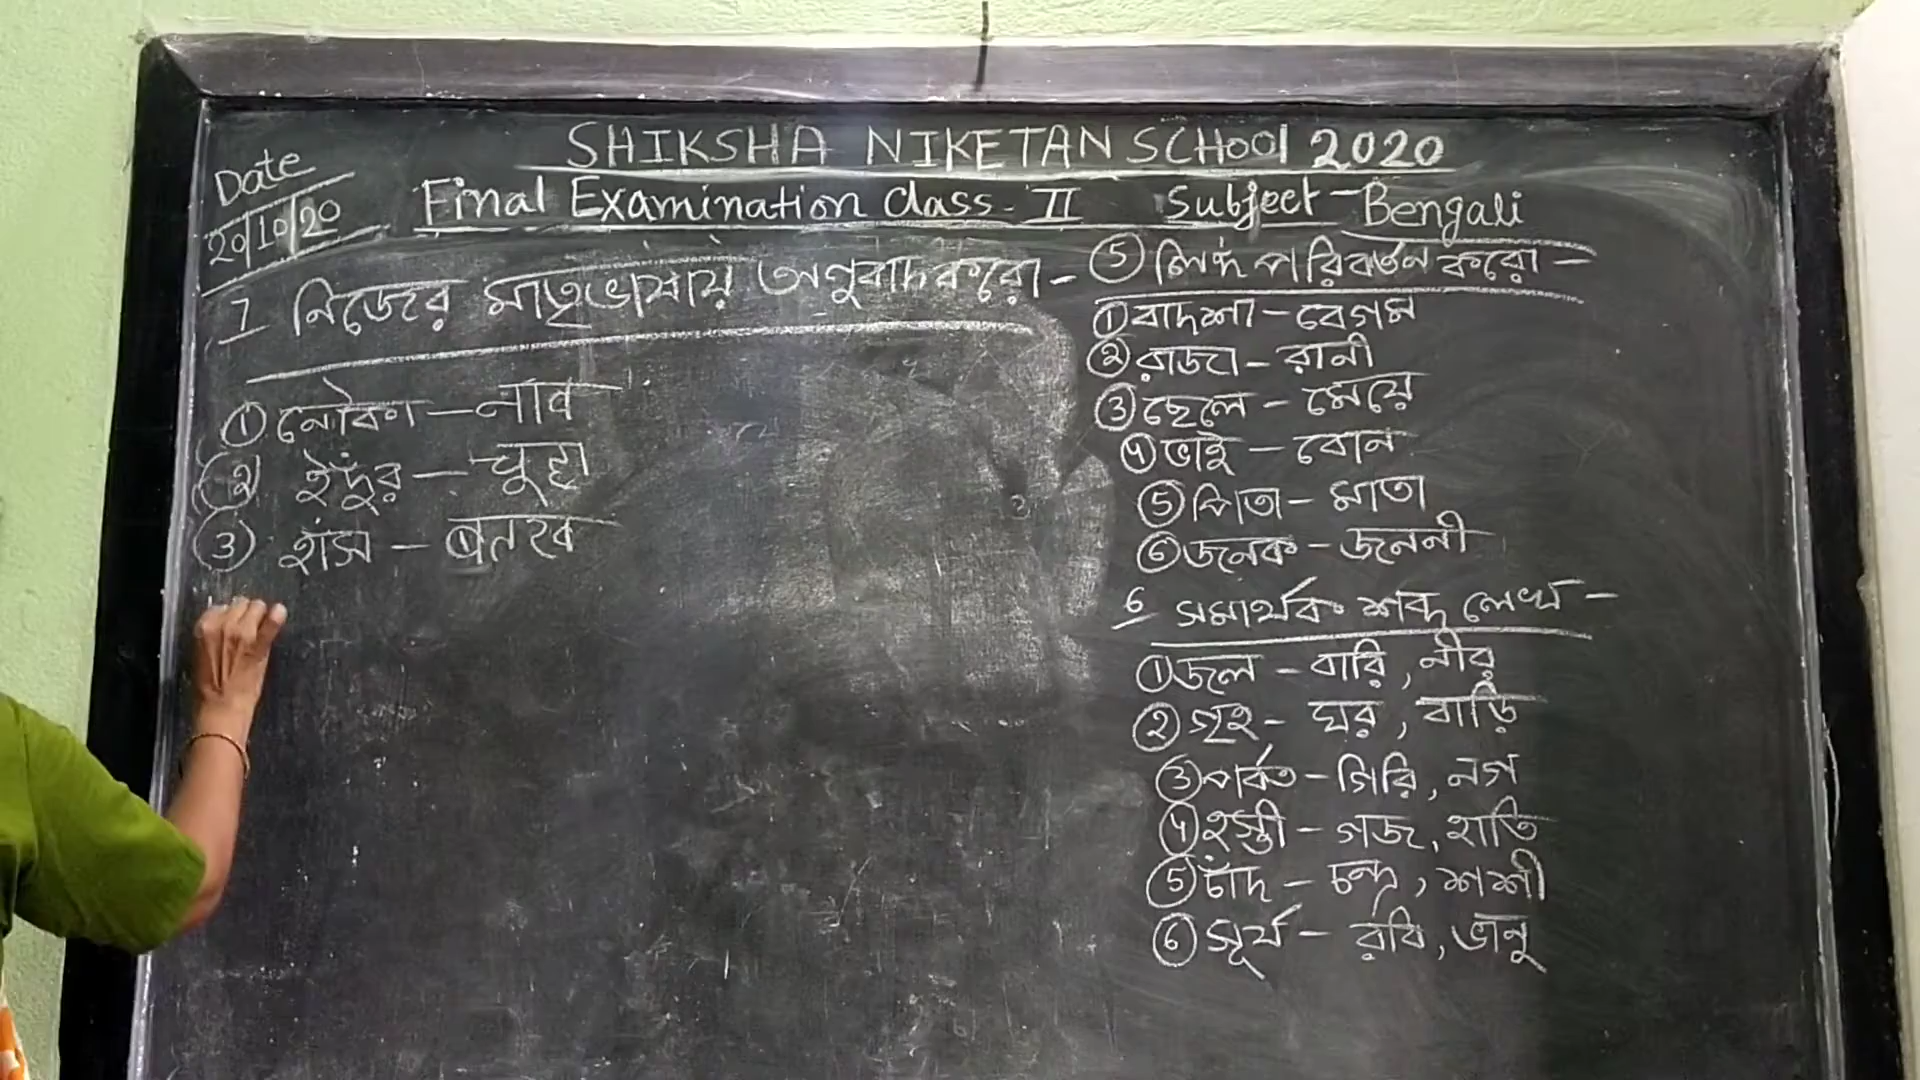 SHIKSHA NIKETAN SCHOOl 2020
Date
20/10/20
Final Examination Class - II Subject - Bengali
7 নিজের মাতৃভাষায় অনুবাদ করো -
① নৌকা - नाव
② ইঁদুর - चूहा
③ হাঁস - बतख
⑤ লিঙ্গ পরিবর্তন করো -
① বাদশা - বেগম
② রাজা - রানী
③ ছেলে - মেয়ে
④ ভাই - বোন
⑤ পিতা - মাতা
⑥ জনক - জননী
6 সমার্থক শব্দ লেখ -
① জল - বারি, নীর
② গৃহ - ঘর, বাড়ি
③ পর্বত - গিরি, নগ
④ হস্তী - গজ, হাতি
⑤ চাঁদ - চন্দ্র, শশী
⑥ সূর্য - রবি, ভানু